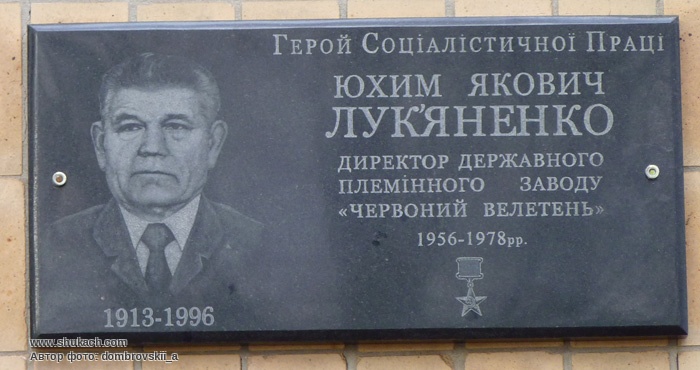 Герой Соціалістичної Праці
ЮХИМ ЯКОВИЧ
ЛУК'ЯНЕНКО
ДИРЕКТОР ДЕРЖАВНОГО
ПЛЕМІННОГО ЗАВОДУ
«ЧЕРВОНИЙ ВЕЛЕТЕНЬ»
1956-1978рр.
1913-1996
www.shukach.com
Автор фото: dombrovskii_a